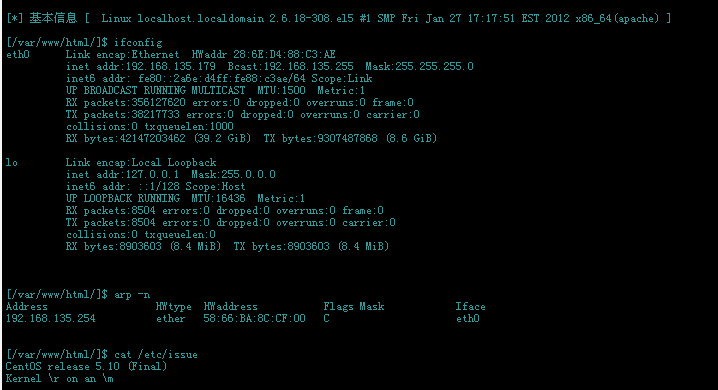 [*] 基本信息 [  Linux localhost.localdomain 2.6.18-308.el5 #1 SMP Fri Jan 27 17:17:51 EST 2012 x86_64(apache) ]
[/var/www/html/]$ ifconfig
eth0      Link encap:Ethernet  HWaddr 28:6E:D4:88:C3:AE
inet addr:192.168.135.179  Bcast:192.168.135.255  Mask:255.255.255.0
inet6 addr: fe80::2a6e:d4ff:fe88:c3ae/64 Scope:Link
UP BROADCAST RUNNING MULTICAST  MTU:1500  Metric:1
RX packets:356127620 errors:0 dropped:0 overruns:0 frame:0
TX packets:38217733 errors:0 dropped:0 overruns:0 carrier:0
collisions:0 txqueuelen:1000
RX bytes:42147203462 (39.2 GiB)  TX bytes:9307487868 (8.6 GiB)
lo        Link encap:Local Loopback
inet addr:127.0.0.1  Mask:255.0.0.0
inet6 addr: ::1/128 Scope:Host
UP LOOPBACK RUNNING  MTU:16436  Metric:1
RX packets:8504 errors:0 dropped:0 overruns:0 frame:0
TX packets:8504 errors:0 dropped:0 overruns:0 carrier:0
collisions:0 txqueuelen:0
RX bytes:8903603 (8.4 MiB)  TX bytes:8903603 (8.4 MiB)
[/var/www/html/]$ arp -n
Address                  HWtype  HWaddress           Flags Mask            Iface
192.168.135.254          ether   58:66:BA:8C:CF:00   C                     eth0
[/var/www/html/]$ cat /etc/issue
CentOS release 5.10 (Final)
Kernel \r on an \m